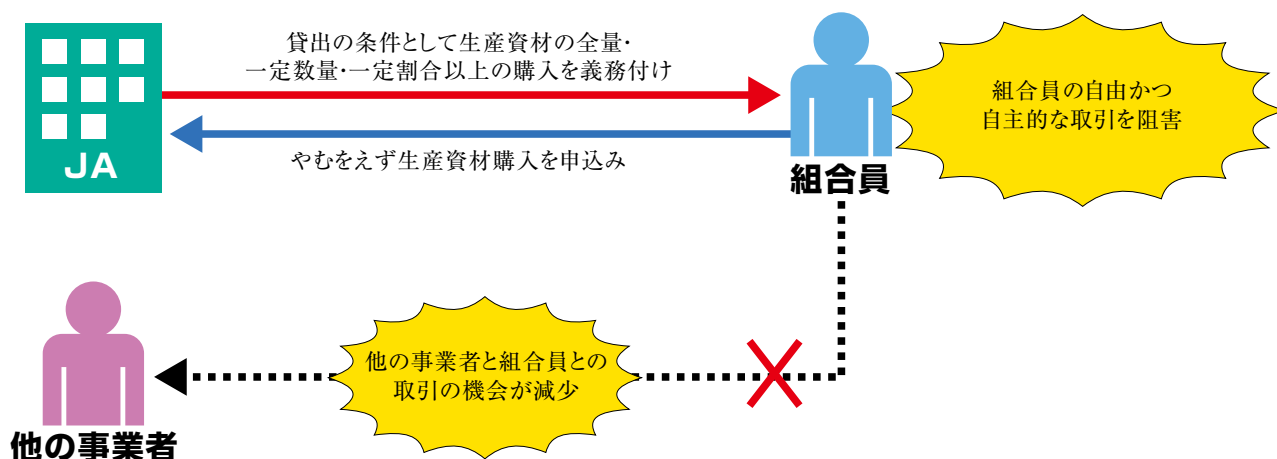 貸出の条件として生産資材の全量・
一定数量・一定割合以上の購入を義務付け
JA
やむをえず生産資材購入を申込み
組合員
組合員の自由かつ
自主的な取引を阻害
他の事業者と組合員との
取引の機会が減少
他の事業者